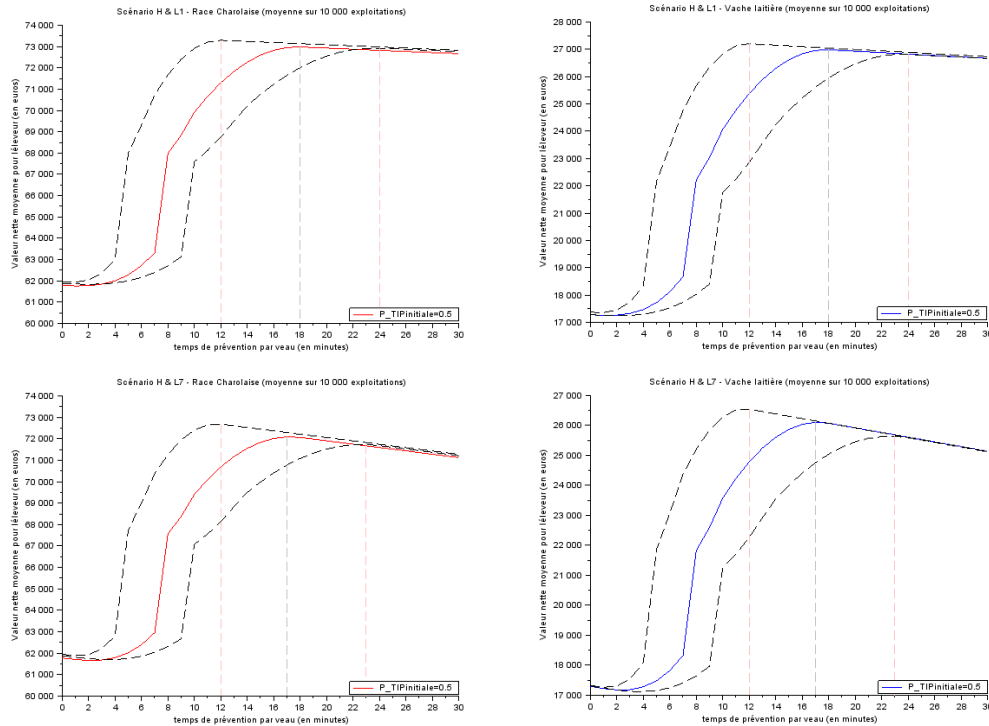 Scénario H & L1 - Race Charolaise (moyenne sur 10 000 exploitations)
Valeur nette moyenne pour léleveur (en euros)
74 000
73 000
72 000
71 000
70 000
69 000
68 000
67 000
66 000
65 000
64 000
63 000
62 000
61 000
60 000
0 2 4 6 8 10 12 14 16 18 20 22 24 26 28 30
temps de prévention par veau (en minutes)
P_TIPinitiale=0.5
Scénario H & L1 - Vache laitière (moyenne sur 10 000 exploitations)
Valeur nette moyenne pour léleveur (en euros)
28 000
27 000
26 000
25 000
24 000
23 000
22 000
21 000
20 000
19 000
18 000
17 000
0 2 4 6 8 10 12 14 16 18 20 22 24 26 28 30
temps de prévention par veau (en minutes)
P_TIPinitiale=0.5
Scénario H & L7 - Race Charolaise (moyenne sur 10 000 exploitations)
Valeur nette moyenne pour léleveur (en euros)
74 000
73 000
72 000
71 000
70 000
69 000
68 000
67 000
66 000
65 000
64 000
63 000
62 000
61 000
60 000
0 2 4 6 8 10 12 14 16 18 20 22 24 26 28 30
temps de prévention par veau (en minutes)
P_TIPinitiale=0.5
Scénario H & L7 - Vache laitière (moyenne sur 10 000 exploitations)
Valeur nette moyenne pour léleveur (en euros)
27 000
26 000
25 000
24 000
23 000
22 000
21 000
20 000
19 000
18 000
17 000
0 2 4 6 8 10 12 14 16 18 20 22 24 26 28 30
temps de prévention par veau (en minutes)
P_TIPinitiale=0.5